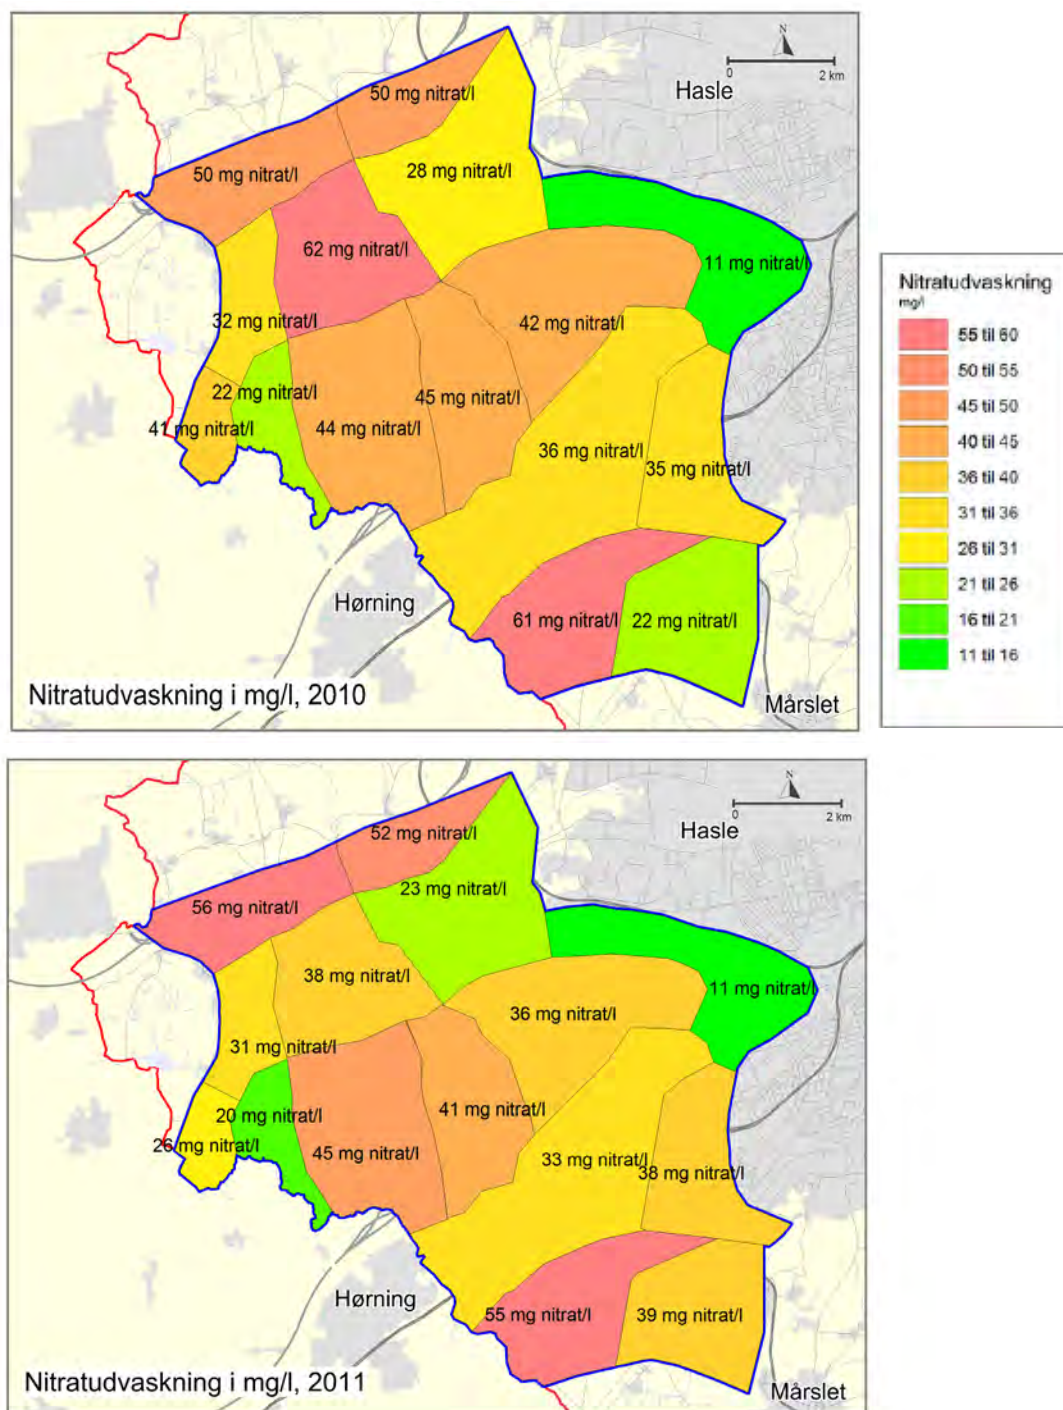 N
0 2 km
Hasle
50 mg nitrat/l
50 mg nitrat/l
28 mg nitrat/l
62 mg nitrat/l
11 mg nitrat/l
32 mg nitrat/l
42 mg nitrat/l
22 mg nitrat/l
45 mg nitrat/l
41 mg nitrat/l
44 mg nitrat/l
36 mg nitrat/l
35 mg nitrat/l
Hørning
61 mg nitrat/l
22 mg nitrat/l
Nitratudvaskning i mg/l, 2010
Mårslet
Nitratudvaskning
mg/l
55 til 60
50 til 55
45 til 50
40 til 45
36 til 40
31 til 36
26 til 31
21 til 26
16 til 21
11 til 16
N
0 2 km
Hasle
52 mg nitrat/l
56 mg nitrat/l
23 mg nitrat/l
38 mg nitrat/l
11 mg nitrat/l
36 mg nitrat/l
31 mg nitrat/l
20 mg nitrat/l
41 mg nitrat/l
26 mg nitrat/l
45 mg nitrat/l
33 mg nitrat/l
38 mg nitrat/l
Hørning
55 mg nitrat/l
39 mg nitrat/l
Nitratudvaskning i mg/l, 2011
Mårslet